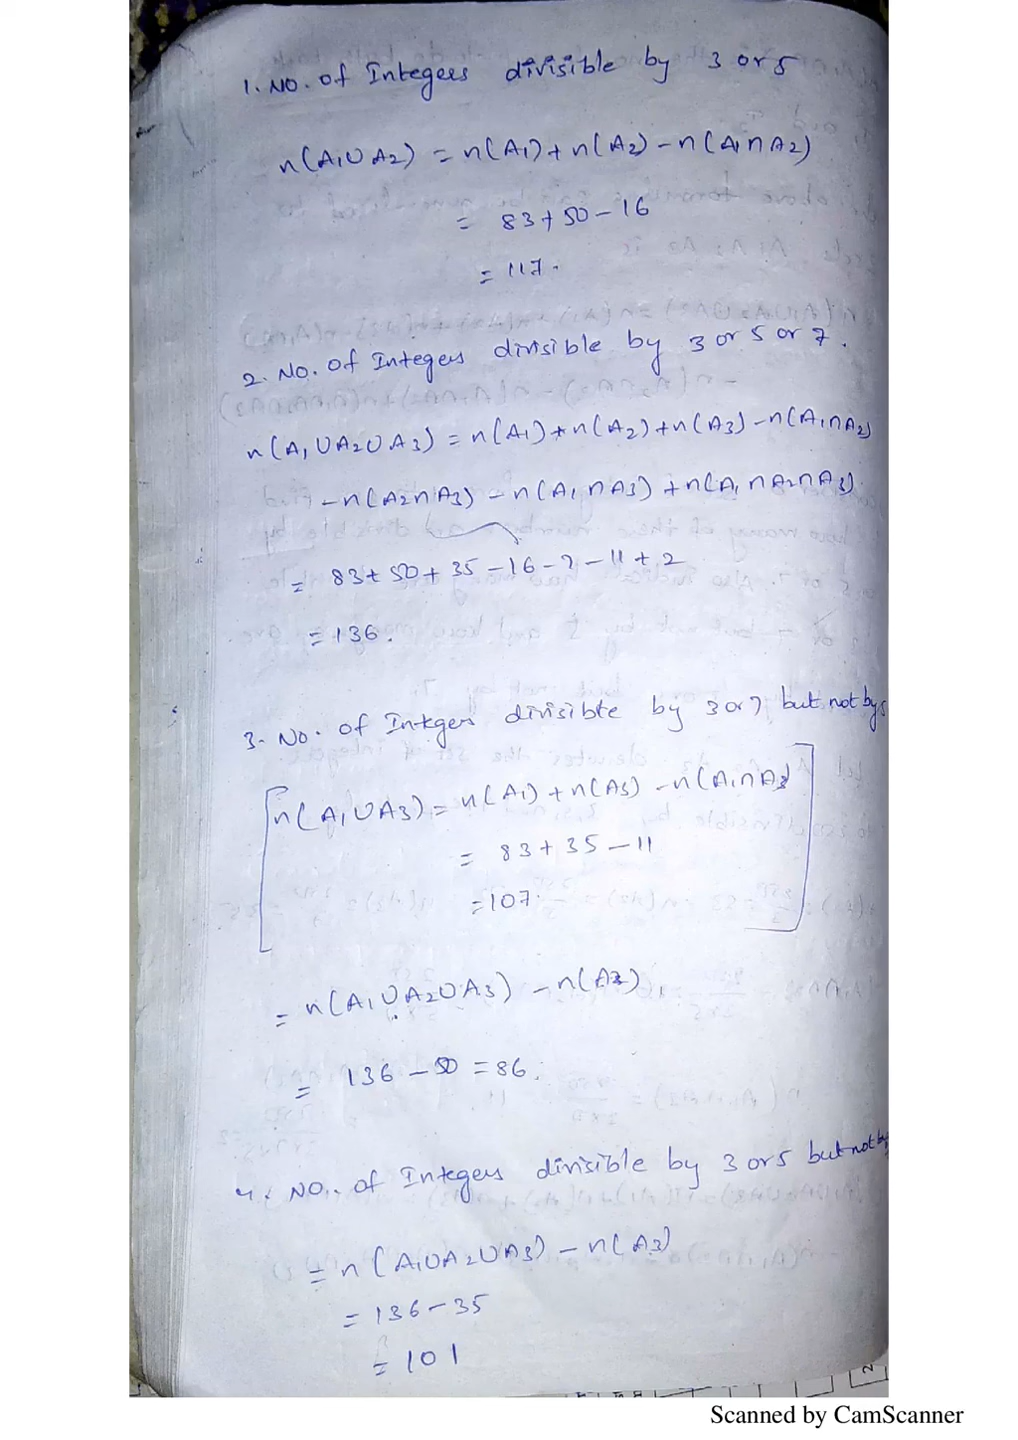 1. No. of Integers divisible by 3 or 5
n(A1∪A2) = n(A1) + n(A2) - n(A1∩A2)
= 83 + 50 - 16
= 117.
2. No. of Integers divisible by 3 or 5 or 7.
n(A1∪A2∪A3) = n(A1) + n(A2) + n(A3) - n(A1∩A2)
- n(A2∩A3) - n(A1∩A3) + n(A1∩A2∩A3)
= 83 + 50 + 35 - 16 - 7 - 11 + 2
= 136.
3. No. of Integers divisible by 3 or 7 but not by 5
n(A1∪A3) = n(A1) + n(A3) - n(A1∩A3)
= 83 + 35 - 11
= 107.
= n(A1∪A2∪A3) - n(A2)
= 136 - 50 = 86.
4. No. of Integers divisible by 3 or 5 but not by
= n(A1∪A2∪A3) - n(A3)
= 136 - 35
= 101
Scanned by CamScanner